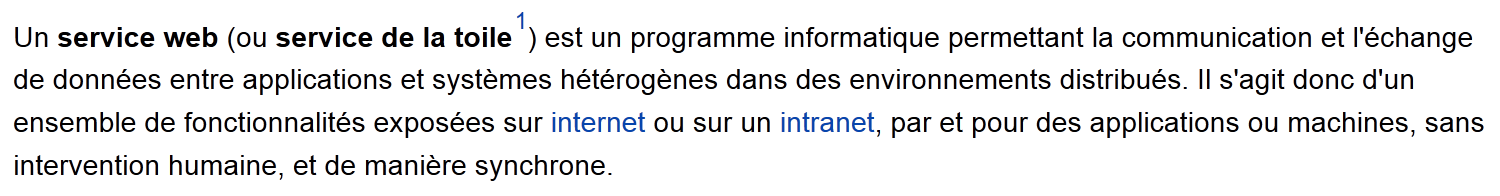 Un service web (ou service de la toile 1) est un programme informatique permettant la communication et l'échange
de données entre applications et systèmes hétérogènes dans des environnements distribués. Il s'agit donc d'un
ensemble de fonctionnalités exposées sur internet ou sur un intranet, par et pour des applications ou machines, sans
intervention humaine, et de manière synchrone.